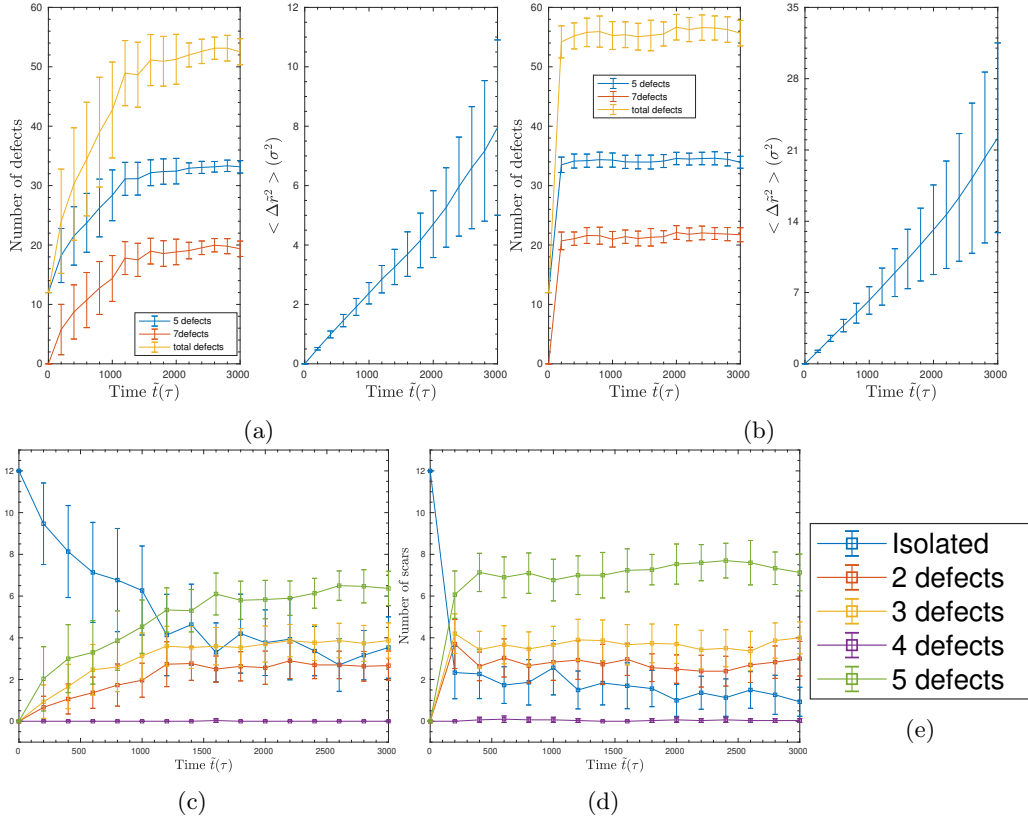 60
50
40
30
20
10
0
Number of defects
5 defects
7defects
total defects
0 1000 2000 3000
Time t̃(τ)
12
10
8
6
4
2
0
< Δr̃² > (σ²)
0 1000 2000 3000
Time t̃(τ)
(a)
60
50
40
30
20
10
0
Number of defects
5 defects
7defects
total defects
0 1000 2000 3000
Time t̃(τ)
35
28
21
14
7
0
< Δr̃² > (σ²)
0 1000 2000 3000
Time t̃(τ)
(b)
12
10
8
6
4
2
0
0 500 1000 1500 2000 2500 3000
Time t̃(τ)
(c)
12
10
8
6
4
2
0
Number of scars
0 500 1000 1500 2000 2500 3000
Time t̃(τ)
(d)
Isolated
2 defects
3 defects
4 defects
5 defects
(e)